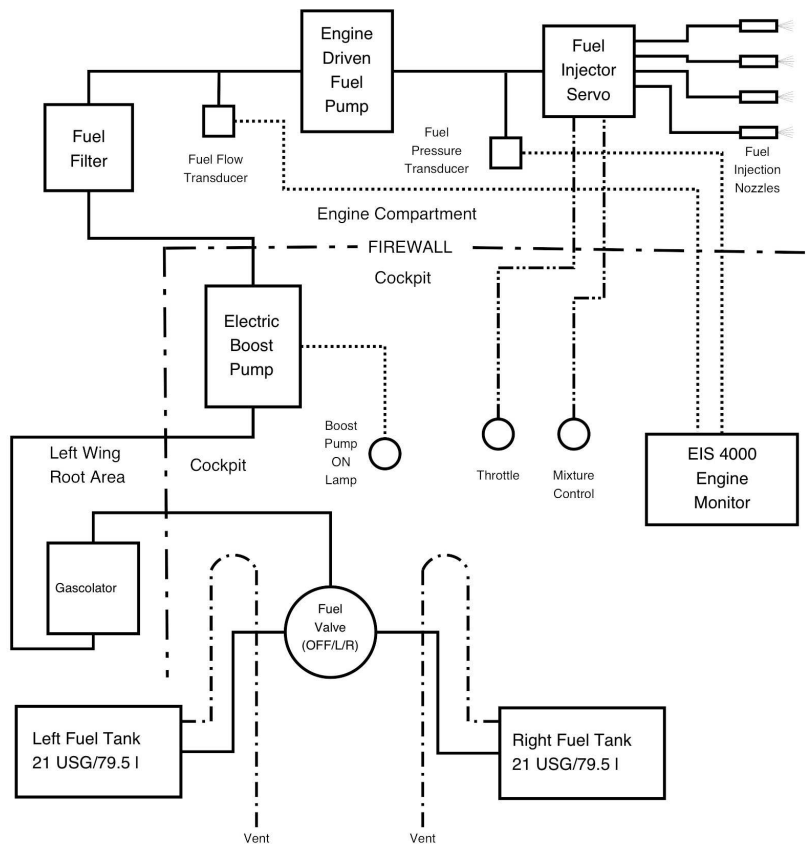 Engine
Driven
Fuel
Pump
Fuel
Injector
Servo
Fuel
Filter
Fuel Flow
Transducer
Fuel
Pressure
Transducer
Fuel
Injection
Nozzles
Engine Compartment
FIREWALL
Cockpit
Electric
Boost
Pump
Boost
Pump
ON
Lamp
Throttle
Mixture
Control
EIS 4000
Engine
Monitor
Left Wing
Root Area
Cockpit
Gascolator
Fuel
Valve
(OFF/L/R)
Left Fuel Tank
21 USG/79.5 l
Right Fuel Tank
21 USG/79.5 l
Vent
Vent